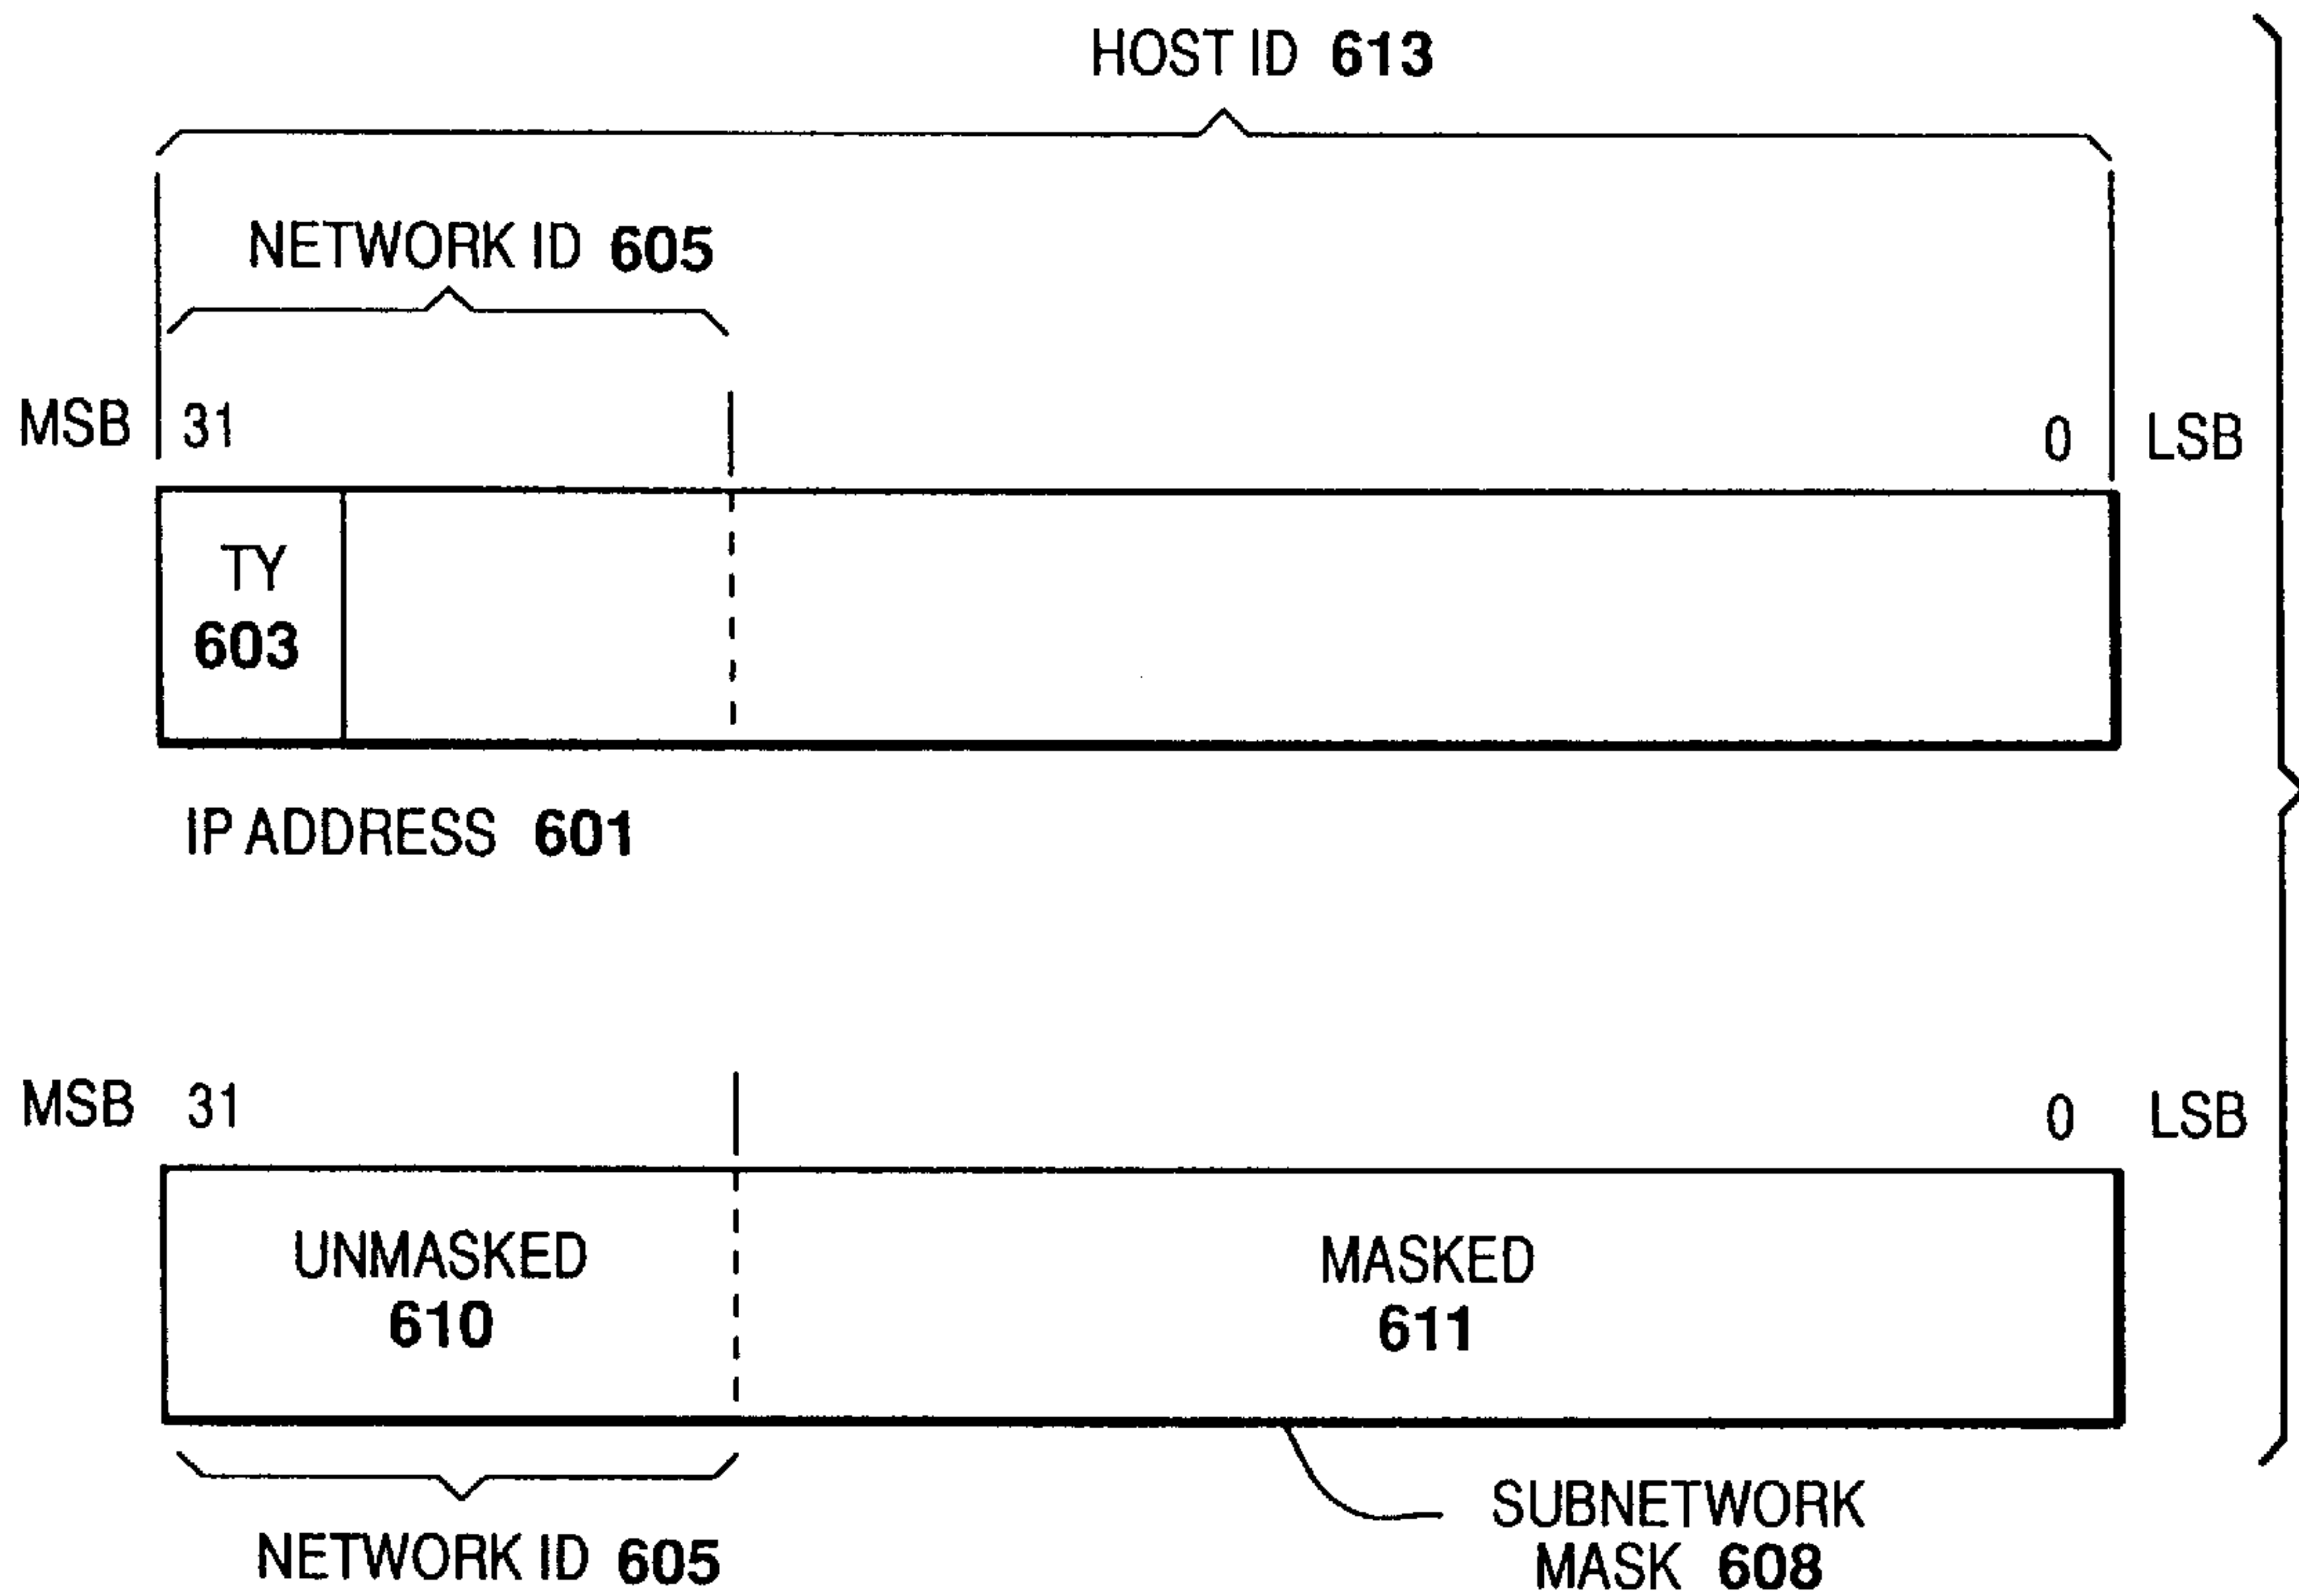 HOST ID 613
NETWORK ID 605
MSB 31 0 LSB
TY
603
IP ADDRESS 601
MSB 31 0 LSB
UNMASKED
610
MASKED
611
NETWORK ID 605
SUBNETWORK
MASK 608